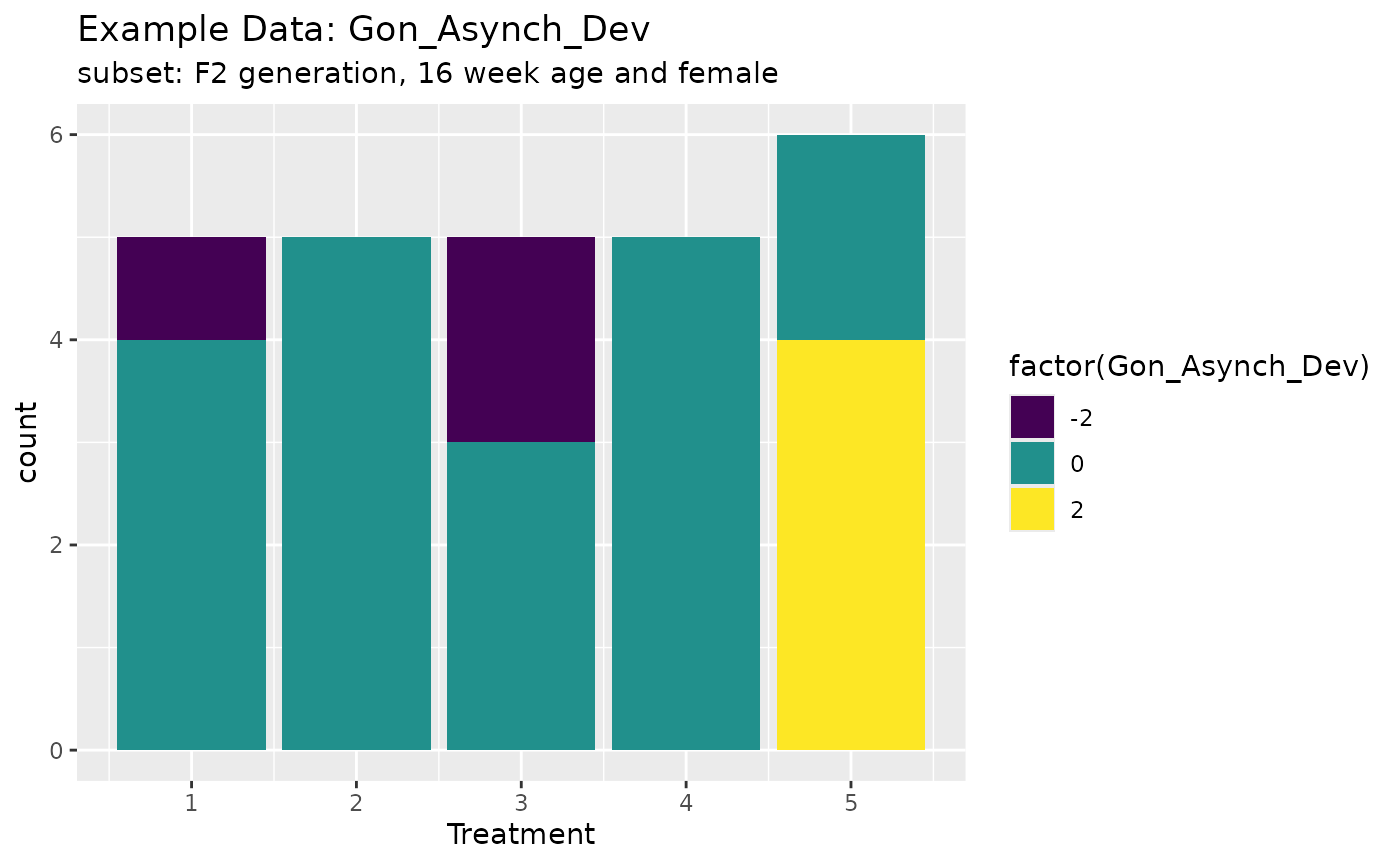 Example Data: Gon_Asynch_Dev
subset: F2 generation, 16 week age and female
6
4
2
0
count
1 2 3 4 5
Treatment
factor(Gon_Asynch_Dev)
-2
0
2